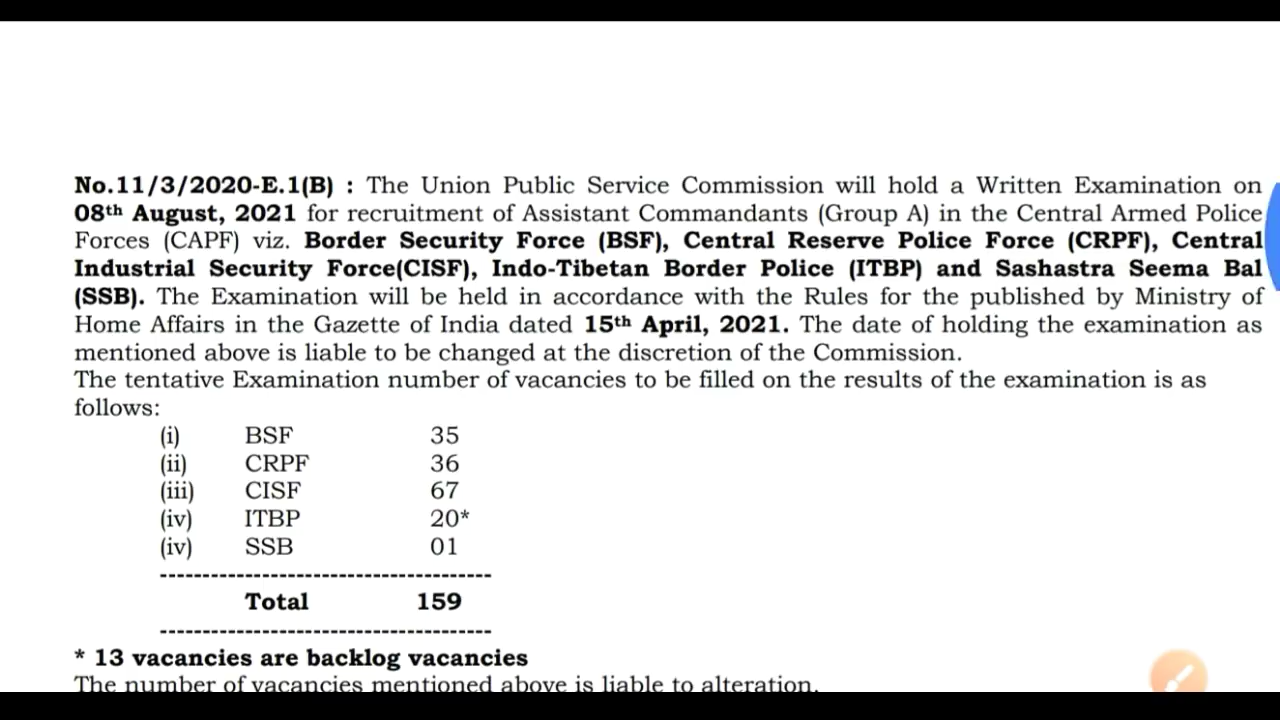 No.11/3/2020-E.1(B) : The Union Public Service Commission will hold a Written Examination on
08th August, 2021 for recruitment of Assistant Commandants (Group A) in the Central Armed Police
Forces (CAPF) viz. Border Security Force (BSF), Central Reserve Police Force (CRPF), Central
Industrial Security Force(CISF), Indo-Tibetan Border Police (ITBP) and Sashastra Seema Bal
(SSB). The Examination will be held in accordance with the Rules for the published by Ministry of
Home Affairs in the Gazette of India dated 15th April, 2021. The date of holding the examination as
mentioned above is liable to be changed at the discretion of the Commission.
The tentative Examination number of vacancies to be filled on the results of the examination is as
follows:
(i) BSF 35
(ii) CRPF 36
(iii) CISF 67
(iv) ITBP 20*
(iv) SSB 01
---------------------------------------
Total 159
---------------------------------------
* 13 vacancies are backlog vacancies
The number of vacancies mentioned above is liable to alteration.